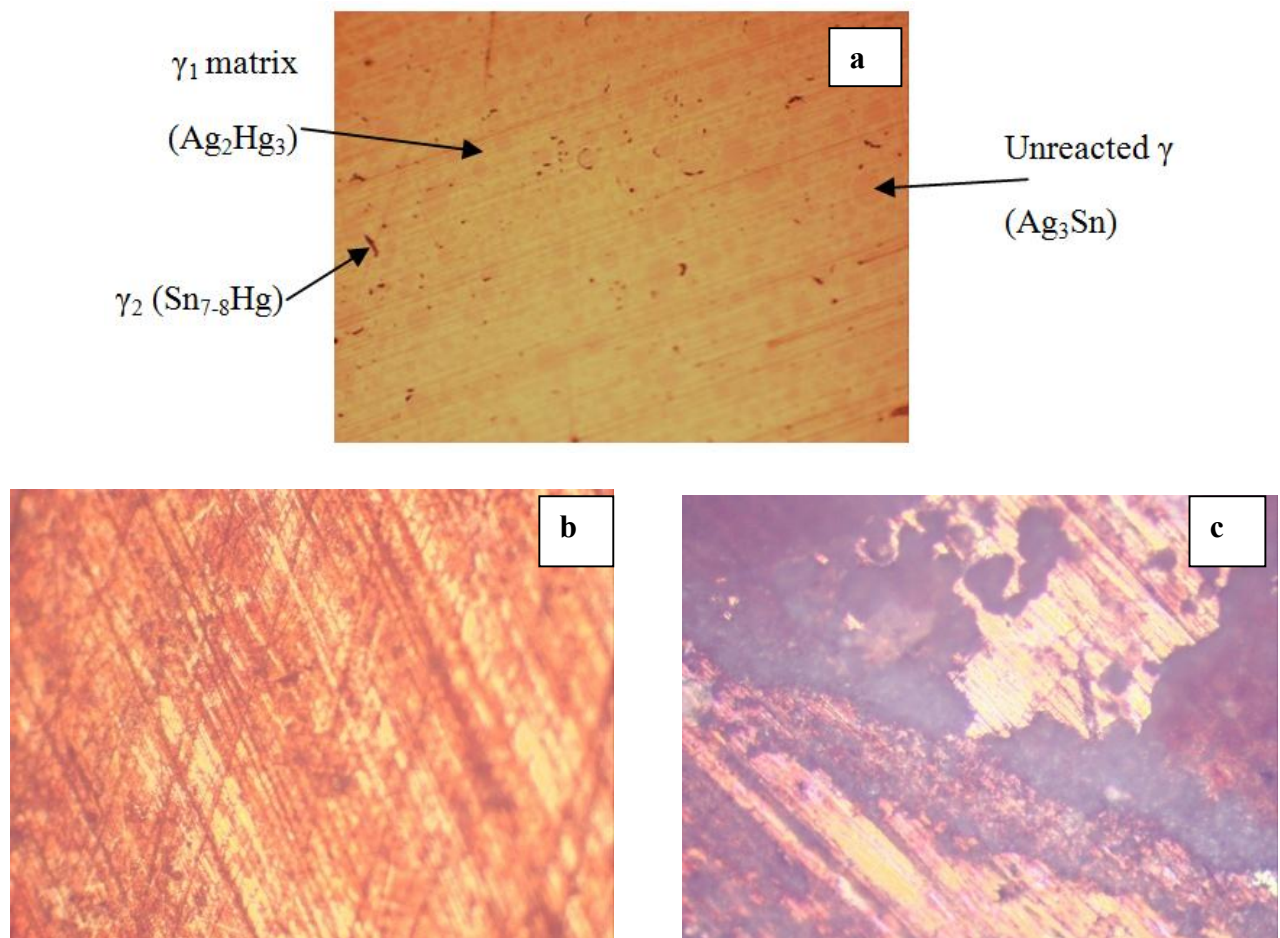 γ₁ matrix
(Ag₂Hg₃)
γ₂ (Sn₇₋₈Hg)
a
Unreacted γ
(Ag₃Sn)
b
c